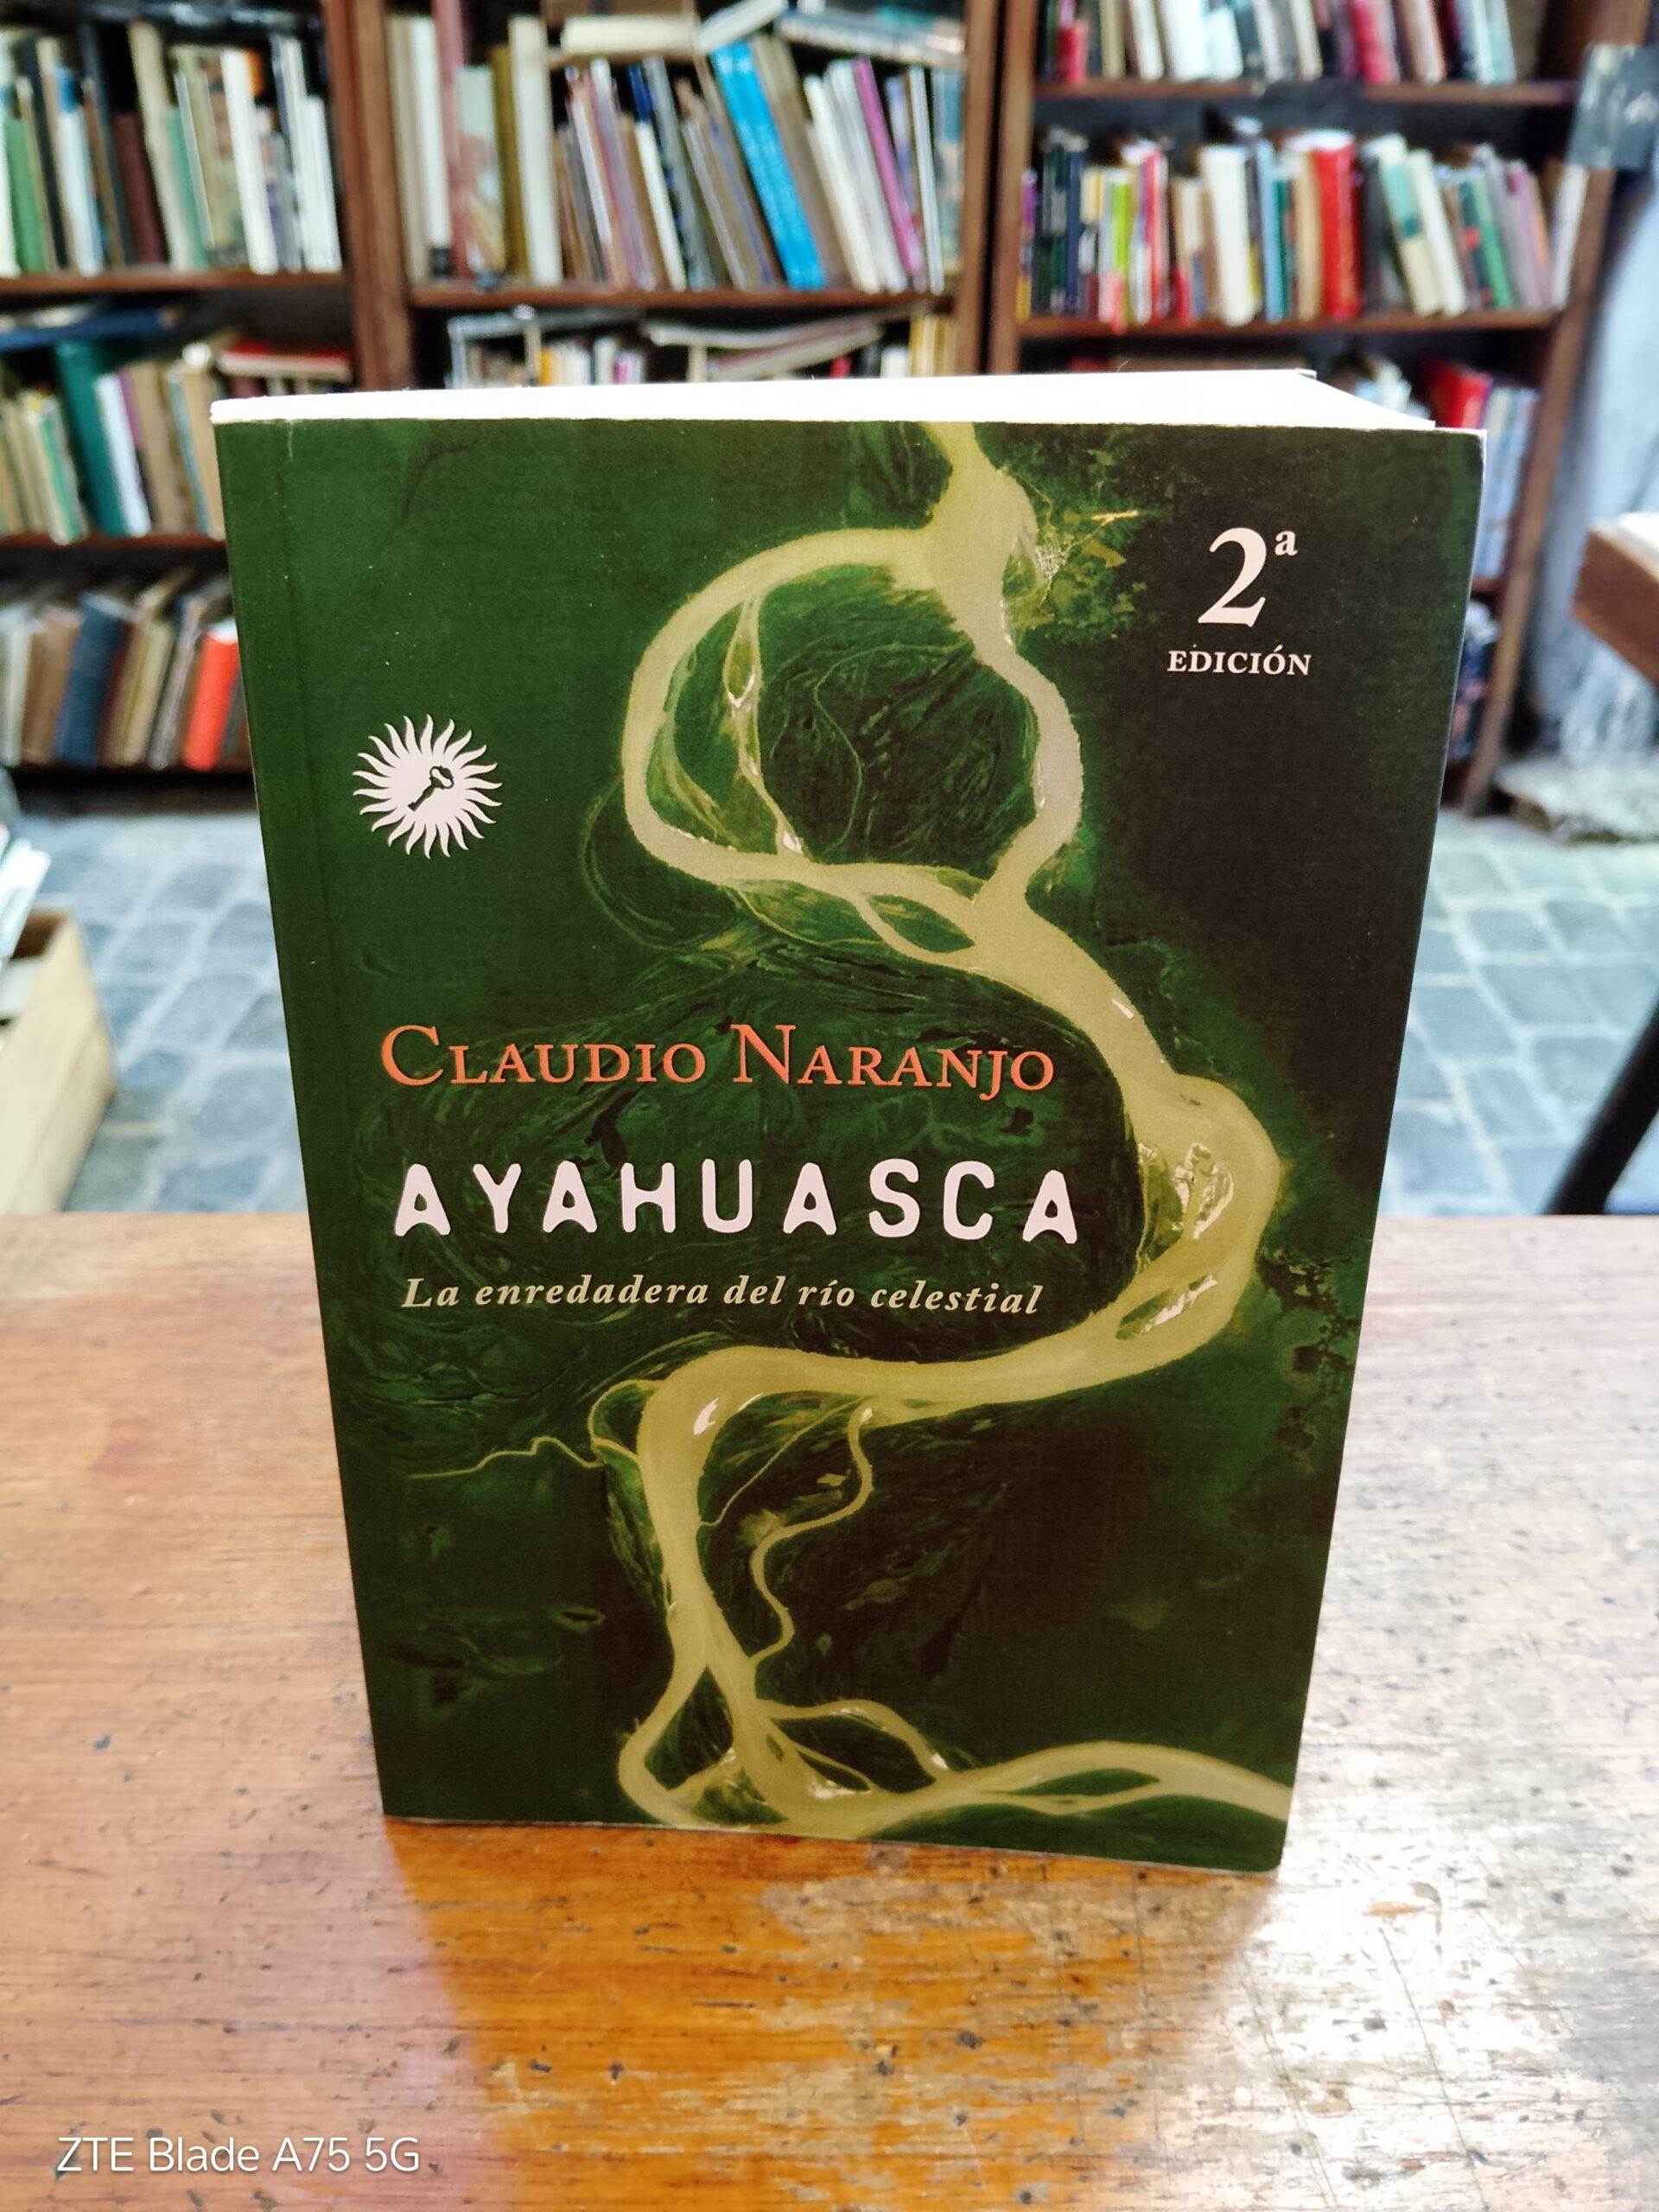 2ª
EDICIÓN
CLAUDIO NARANJO
AYAHUASCA
La enredadera del río celestial
ZTE Blade A75 5G